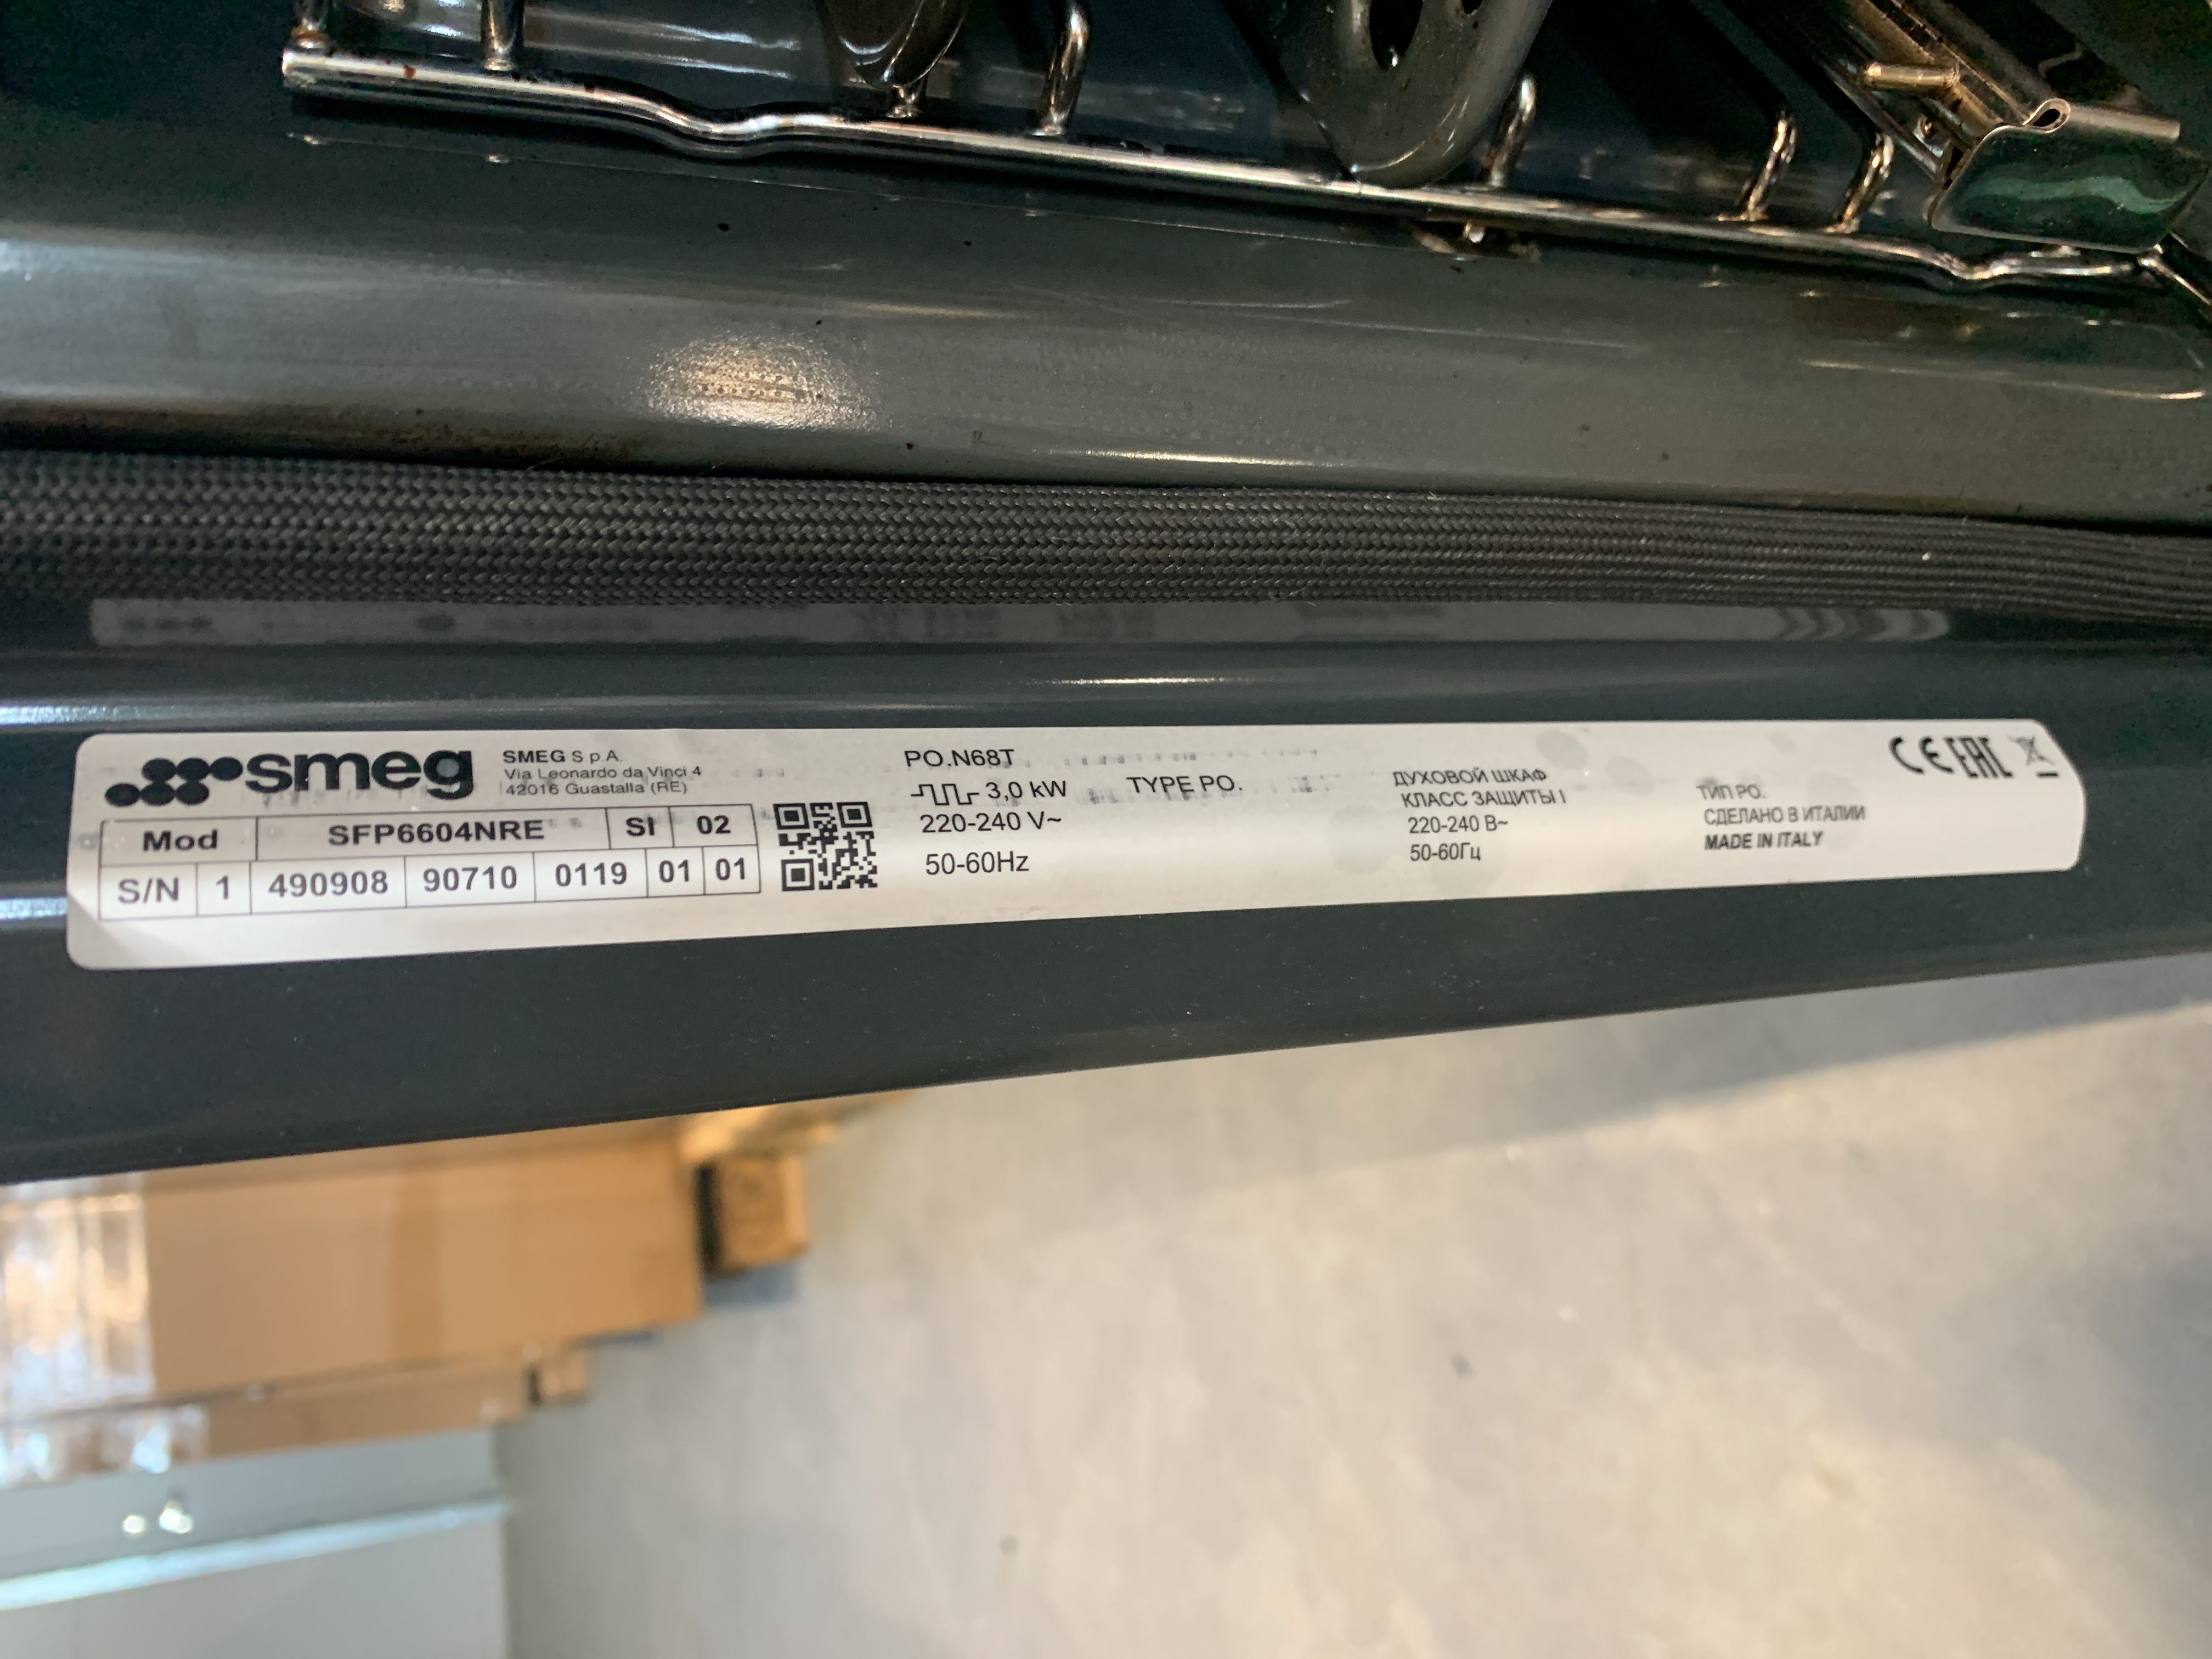 smeg
SMEG S.p.A.
Via Leonardo da Vinci 4
42016 Guastalla (RE)
Mod SFP6604NRE SI 02
S/N 1 490908 90710 0119 01 01
PO.N68T
3,0 kW
220-240 V~
50-60Hz
TYPE PO.
ДУХОВОЙ ШКАФ
КЛАСС ЗАЩИТЫ I
220-240 В~
50-60Гц
ТИП PO.
СДЕЛАНО В ИТАЛИИ
MADE IN ITALY
CE EAC